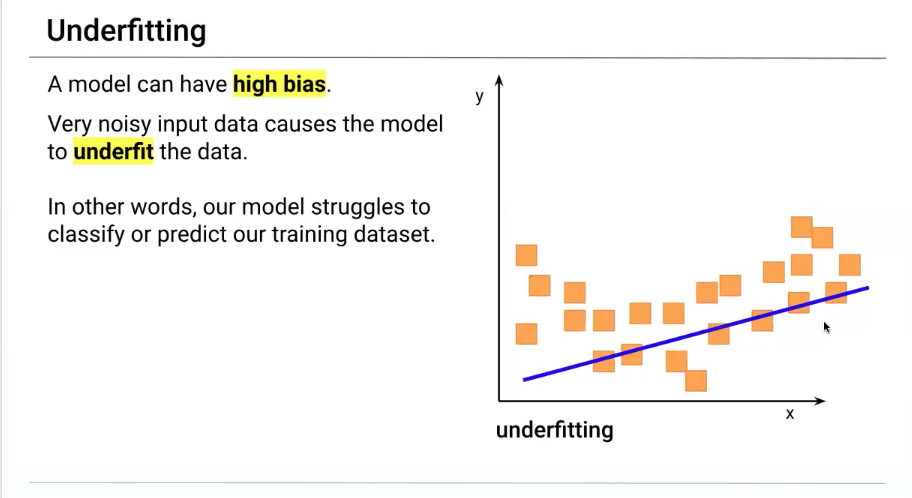 Underfitting
A model can have high bias.
Very noisy input data causes the model
to underfit the data.
In other words, our model struggles to
classify or predict our training dataset.
y
x
underfitting